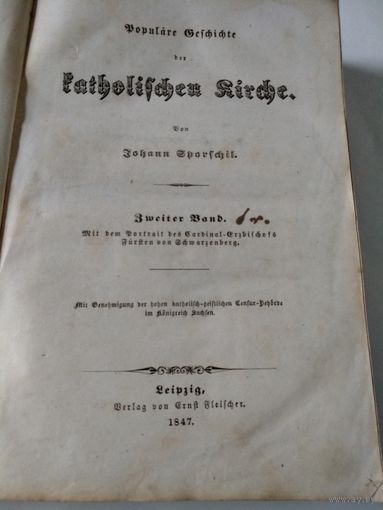 Populäre Geschichte
der
katholischen Kirche.
Von
Johann Sporschil.
Zweiter Band.
Mit dem Portrait des Cardinal-Erzbischofs
Fürsten von Schwarzenberg.
Mit Genehmigung der hohen katholisch-geistlichen Censur-Behörde
im Königreich Sachsen.
Leipzig,
Verlag von Ernst Fleischer.
1847.